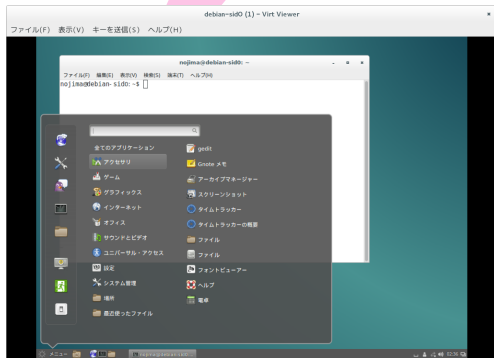 debian-sid0 (1) – Virt Viewer
ファイル(F) 表示(V) キーを送信(S) ヘルプ(H)
nojima@debian-sid0: ~
ファイル(F) 編集(E) 表示(V) 検索(S) 端末(T) ヘルプ(H)
nojima@debian-sid0:~$
全てのアプリケーション
アクセサリ
ゲーム
グラフィックス
インターネット
オフィス
サウンドとビデオ
ユニバーサル・アクセス
設定
システム管理
場所
最近使ったファイル
gedit
Gnote メモ
アーカイブマネージャー
スクリーンショット
タイムトラッカー
タイムトラッカーの概要
ファイル
ファイル
フォントビューアー
ヘルプ
電卓
メニュー
nojima@debian-sid0:
02:36